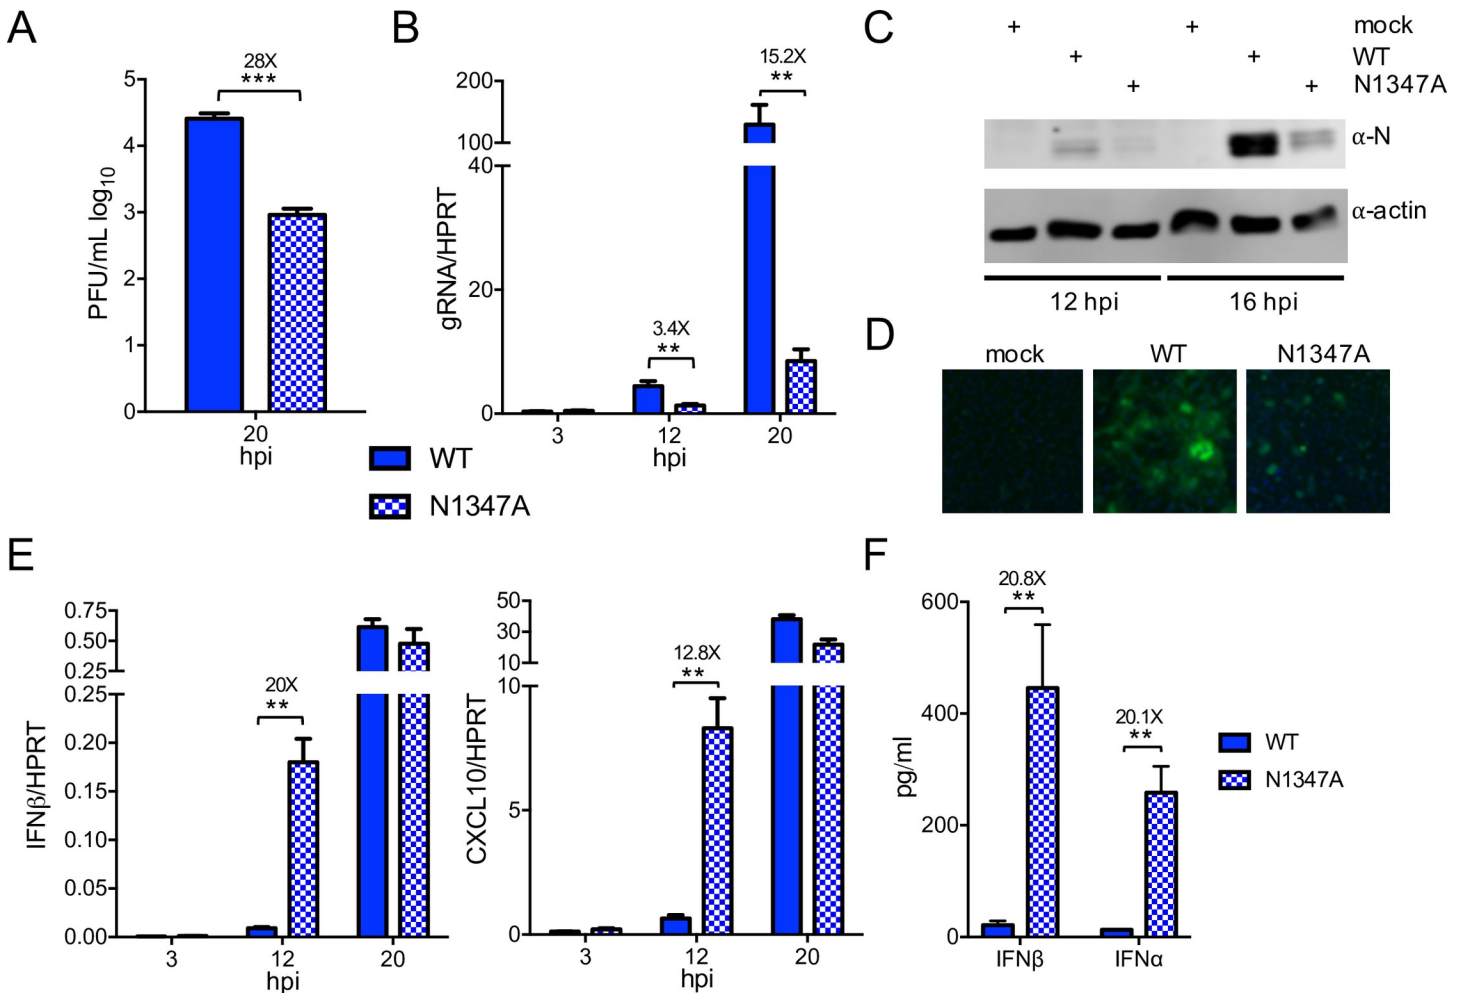 A
28X
***
5
4
3
2
1
0
PFU/mL log10
20
hpi
B
15.2X
**
200
100
40
20
0
3.4X
**
gRNA/HPRT
3 12 20
hpi
WT
N1347A
C
+ + mock
+ + WT
+ + N1347A
α-N
α-actin
12 hpi 16 hpi
D
mock WT N1347A
E
0.75
0.50
0.25
0.25
0.20
0.15
0.10
0.05
0.00
20X
**
IFNβ/HPRT
3 12 20
hpi
50
30
10
10
5
0
12.8X
**
CXCL10/HPRT
3 12 20
hpi
F
20.8X
**
20.1X
**
600
400
200
0
pg/ml
IFNβ IFNα
WT
N1347A